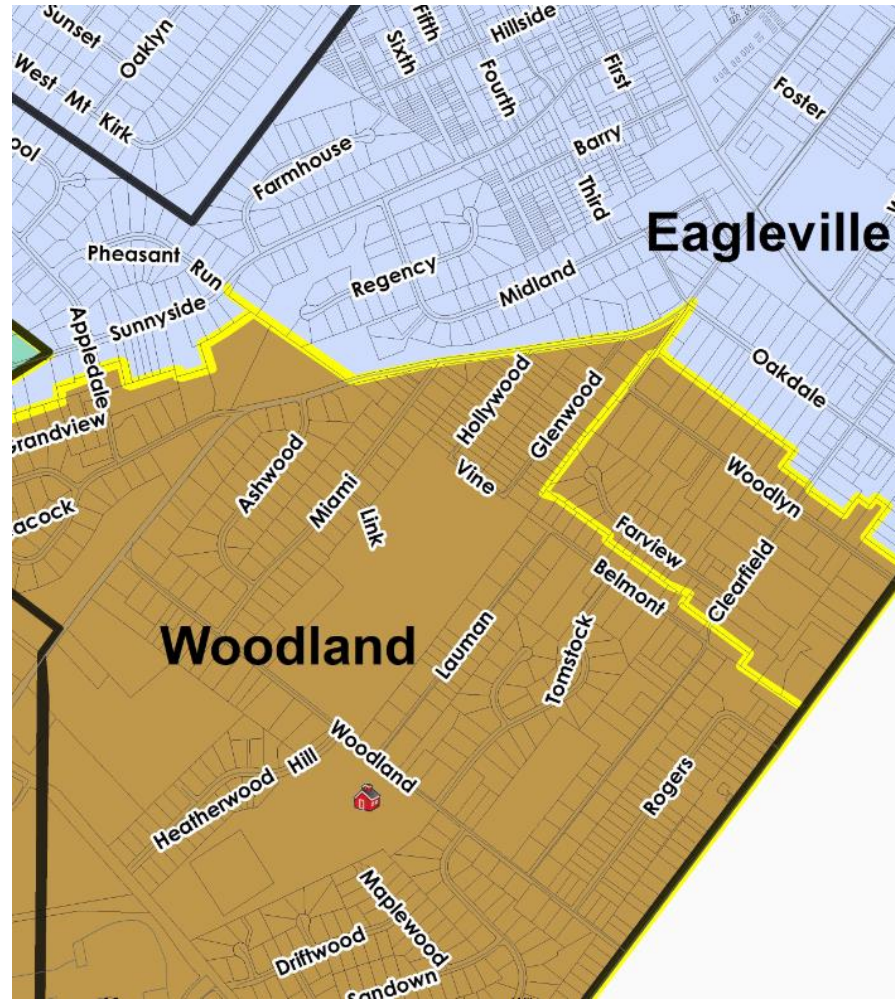 Sunset
Oaklyn
West Mt Kirk
Sixth
Fifth
Hillside
Fourth
First
Foster
Farmhouse
Barry
Third
Eagleville
Pheasant Run
Regency
Midland
Sunnyside
Appledale
Oakdale
Grandview
Hollywood
Glenwood
Ashwood
Miami
Vine
Woodlyn
Link
Farview
Belmont
Clearfield
Woodland
Lauman
Tomstock
Woodland
Heatherwood Hill
Rogers
Maplewood
Driftwood
Sandown